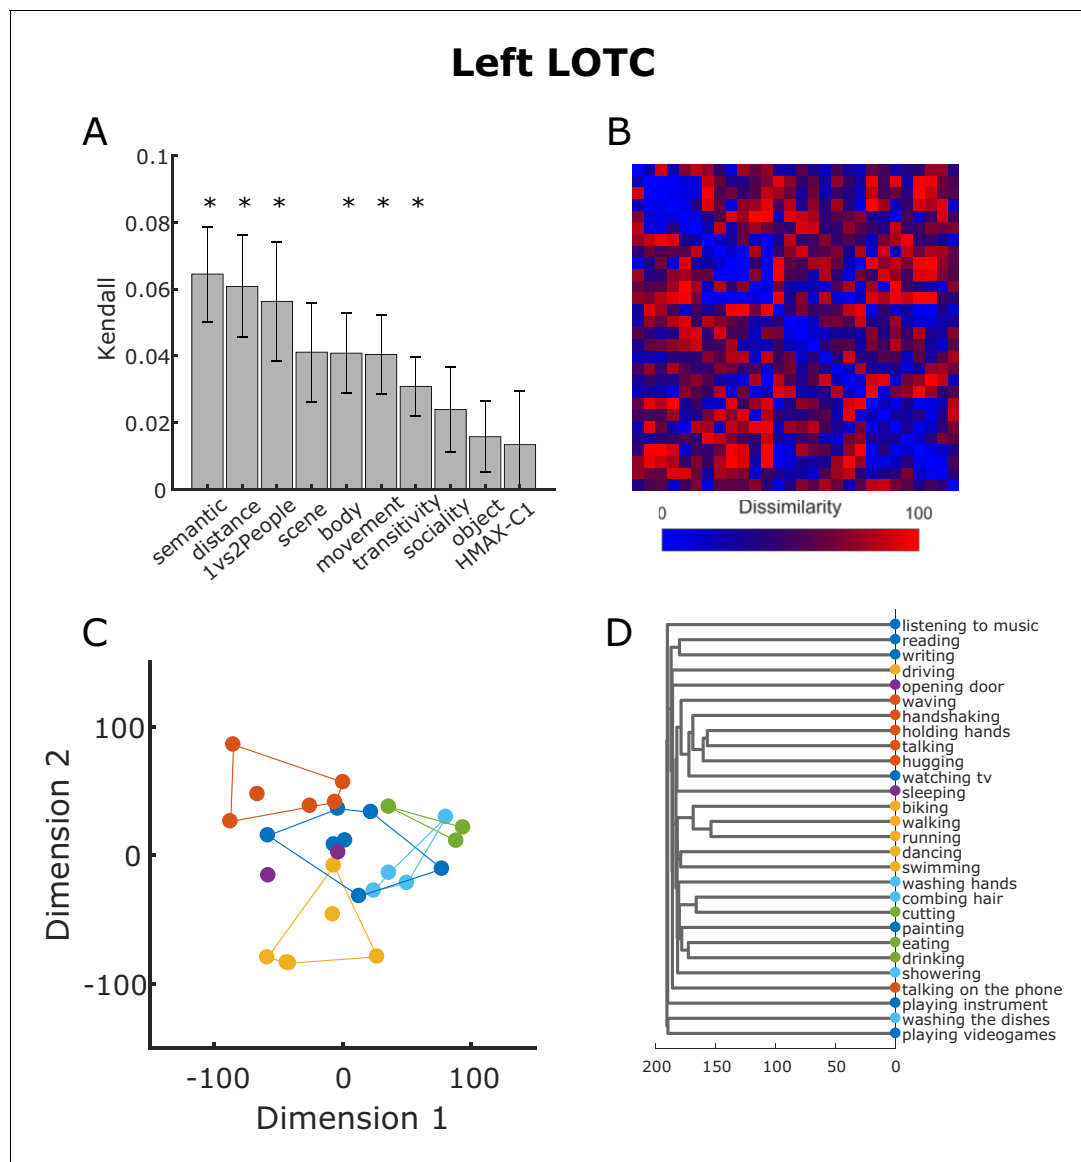 Left LOTC
A
0.1
0.08
0.06
0.04
0.02
0
Kendall
* * * * * *
semantic
distance
1vs2People
scene
body
movement
transitivity
sociality
object
HMAX-C1
B
Dissimilarity
0 100
C
100
0
-100
Dimension 2
-100 0 100
Dimension 1
D
listening to music
reading
writing
driving
opening door
waving
handshaking
holding hands
talking
hugging
watching tv
sleeping
biking
walking
running
dancing
swimming
washing hands
combing hair
cutting
painting
eating
drinking
showering
talking on the phone
playing instrument
washing the dishes
playing videogames
200 150 100 50 0